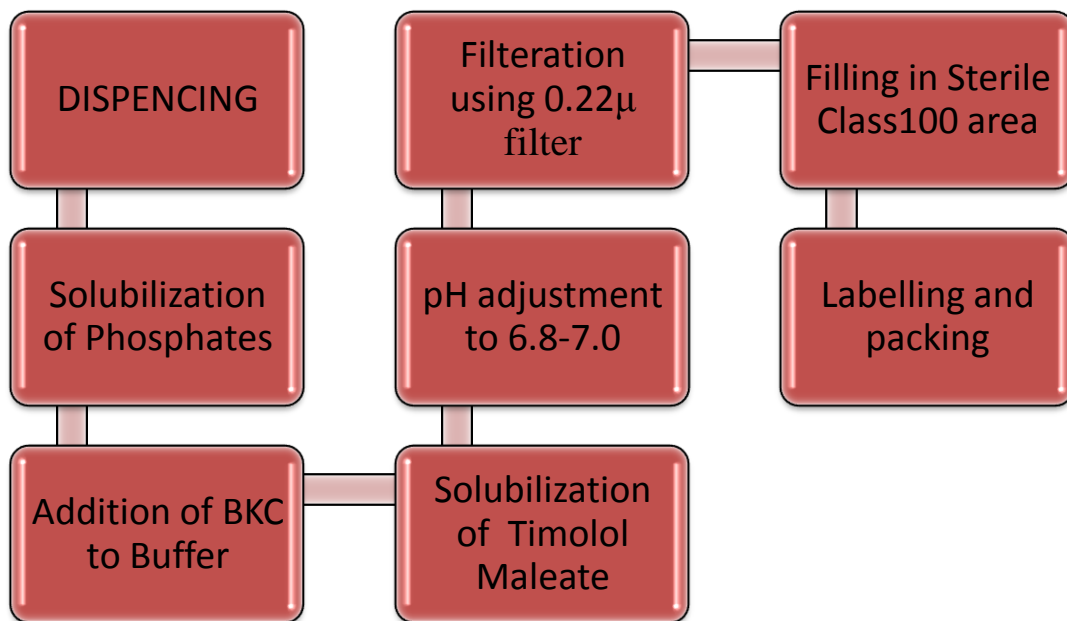 DISPENCING
Solubilization
of Phosphates
Addition of BKC
to Buffer
Solubilization
of Timolol
Maleate
pH adjustment
to 6.8-7.0
Filteration
using 0.22μ
filter
Filling in Sterile
Class100 area
Labelling and
packing